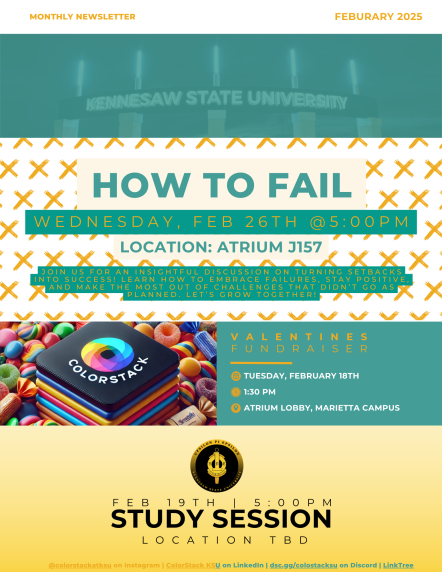 MONTHLY NEWSLETTER
FEBURARY 2025
KENNESAW STATE UNIVERSITY
HOW TO FAIL
WEDNESDAY, FEB 26TH @5:00PM
LOCATION: ATRIUM J157
JOIN US FOR AN INSIGHTFUL DISCUSSION ON TURNING SETBACKS
INTO SUCCESS! LEARN HOW TO EMBRACE FAILURES, STAY POSITIVE,
AND MAKE THE MOST OUT OF CHALLENGES THAT DIDN'T GO AS
PLANNED. LET'S GROW TOGETHER!
COLORSTACK
VALENTINES
FUNDRAISER
TUESDAY, FEBRUARY 18TH
1:30 PM
ATRIUM LOBBY, MARIETTA CAMPUS
FEB 19TH | 5:00PM
STUDY SESSION
LOCATION TBD
@colorstackatksu on Instagram | ColorStack KSU on LinkedIn | dsc.gg/colostacksu on Discord | LinkTree